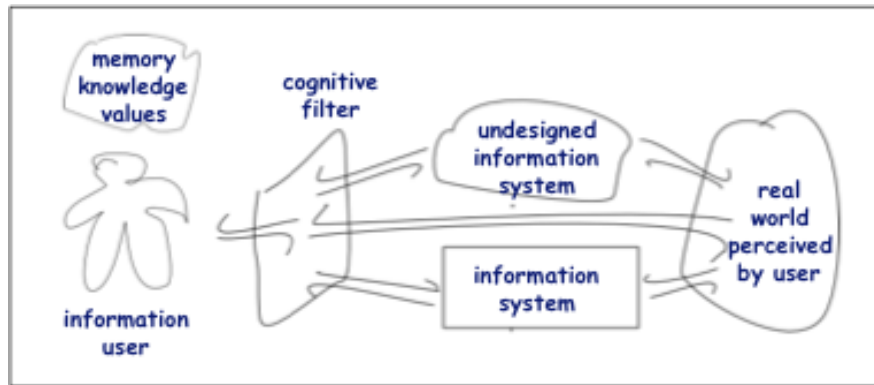 memory
knowledge
values
cognitive
filter
undesigned
information
system
real
world
perceived
by user
information
system
information
user